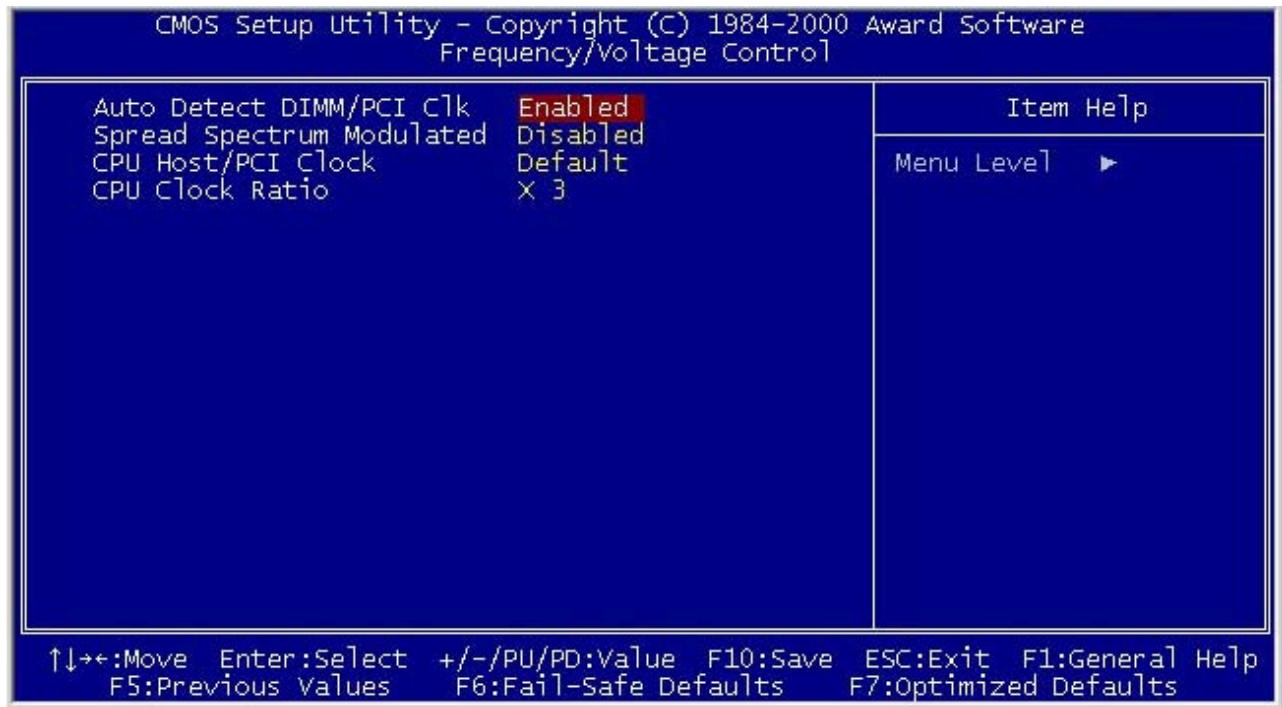 CMOS Setup Utility – Copyright (C) 1984–2000 Award Software
Frequency/Voltage Control
Auto Detect DIMM/PCI Clk Enabled
Spread Spectrum Modulated Disabled
CPU Host/PCI Clock Default
CPU Clock Ratio X 3
Item Help
Menu Level ►
↑↓→←:Move Enter:Select +/-/PU/PD:Value F10:Save ESC:Exit F1:General Help
F5:Previous Values F6:Fail-Safe Defaults F7:Optimized Defaults